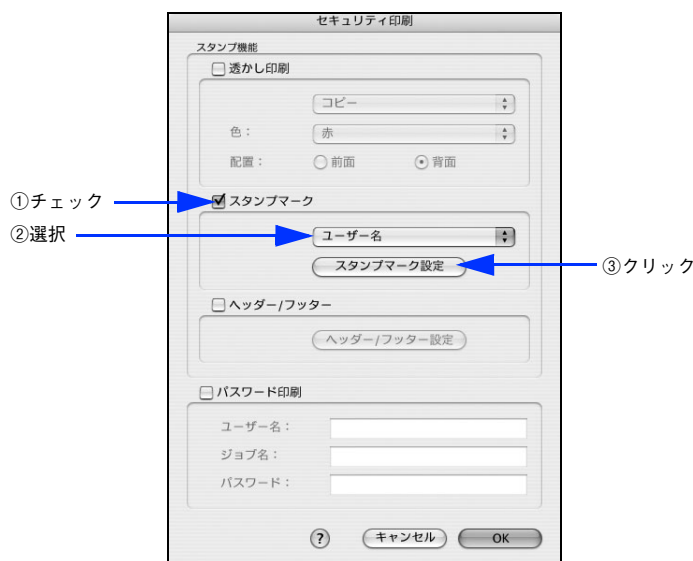 セキュリティ印刷
スタンプ機能
透かし印刷
コピー
色： 赤
配置： 前面 背面
①チェック
スタンプマーク
②選択
ユーザー名
スタンプマーク設定
③クリック
ヘッダー/フッター
ヘッダー/フッター設定
パスワード印刷
ユーザー名：
ジョブ名：
パスワード：
? キャンセル OK